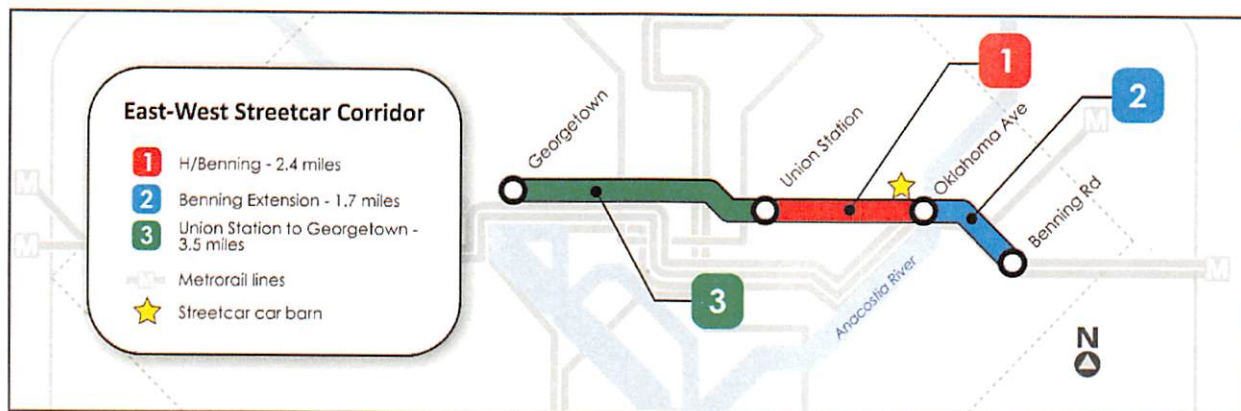 East-West Streetcar Corridor
1 H/Benning - 2.4 miles
2 Benning Extension - 1.7 miles
3 Union Station to Georgetown -
3.5 miles
M Metrorail lines
Streetcar car barn
Georgetown
Union Station
Oklahoma Ave
Benning Rd
Anacostia River
1
2
3
M
M
M
M
N